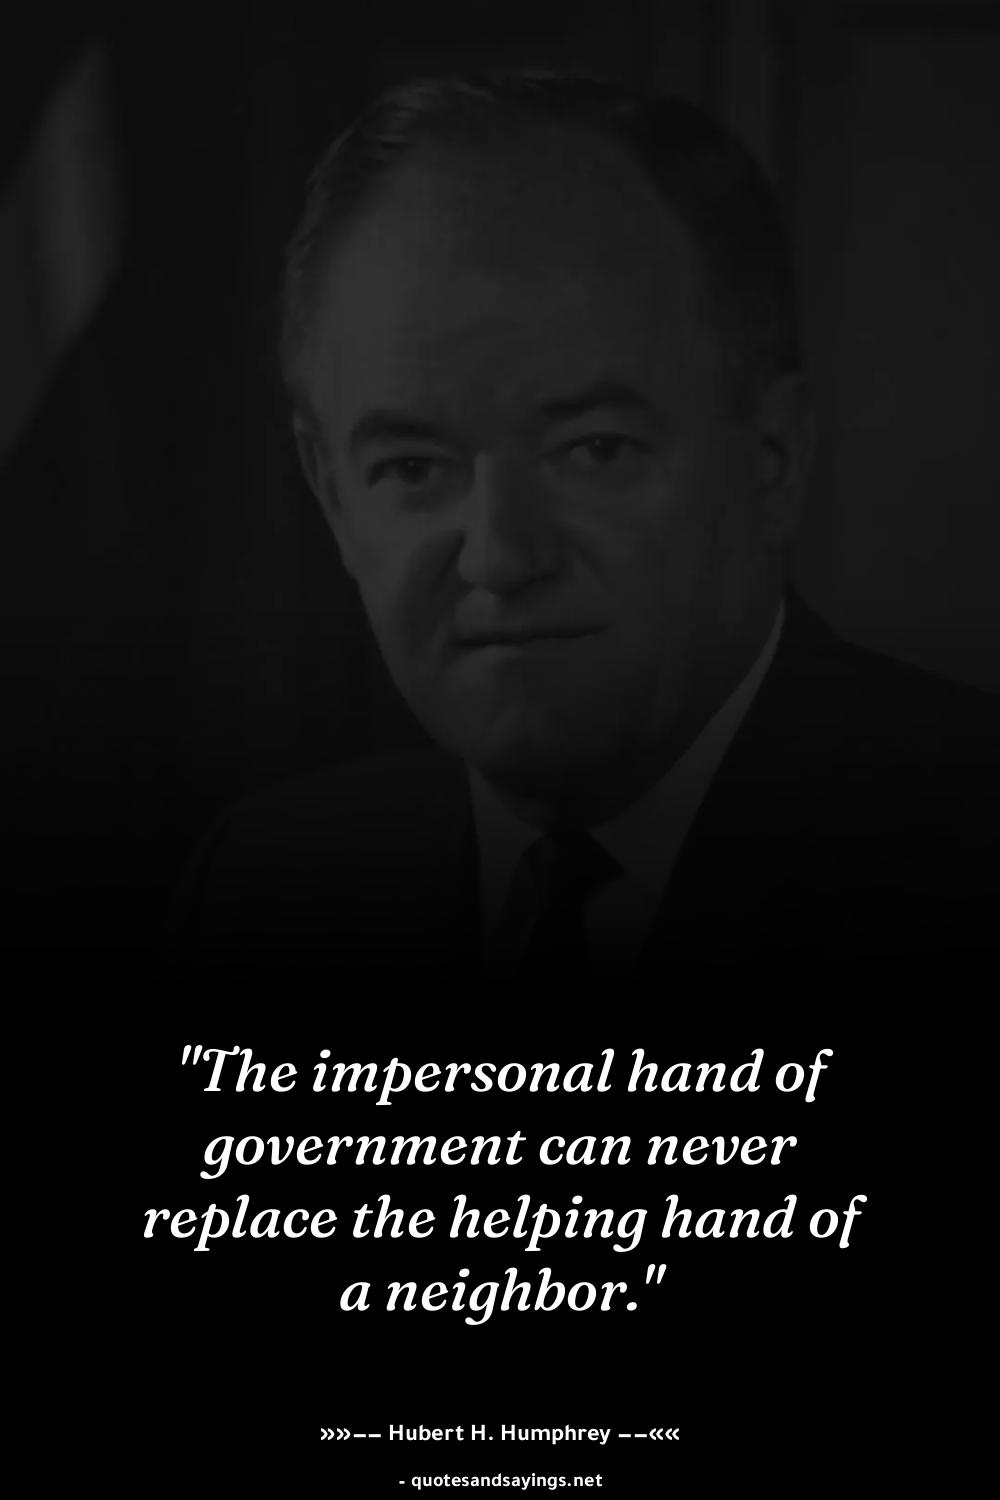 "The impersonal hand of
government can never
replace the helping hand of
a neighbor."
»»–– Hubert H. Humphrey ––««
- quotesandsayings.net